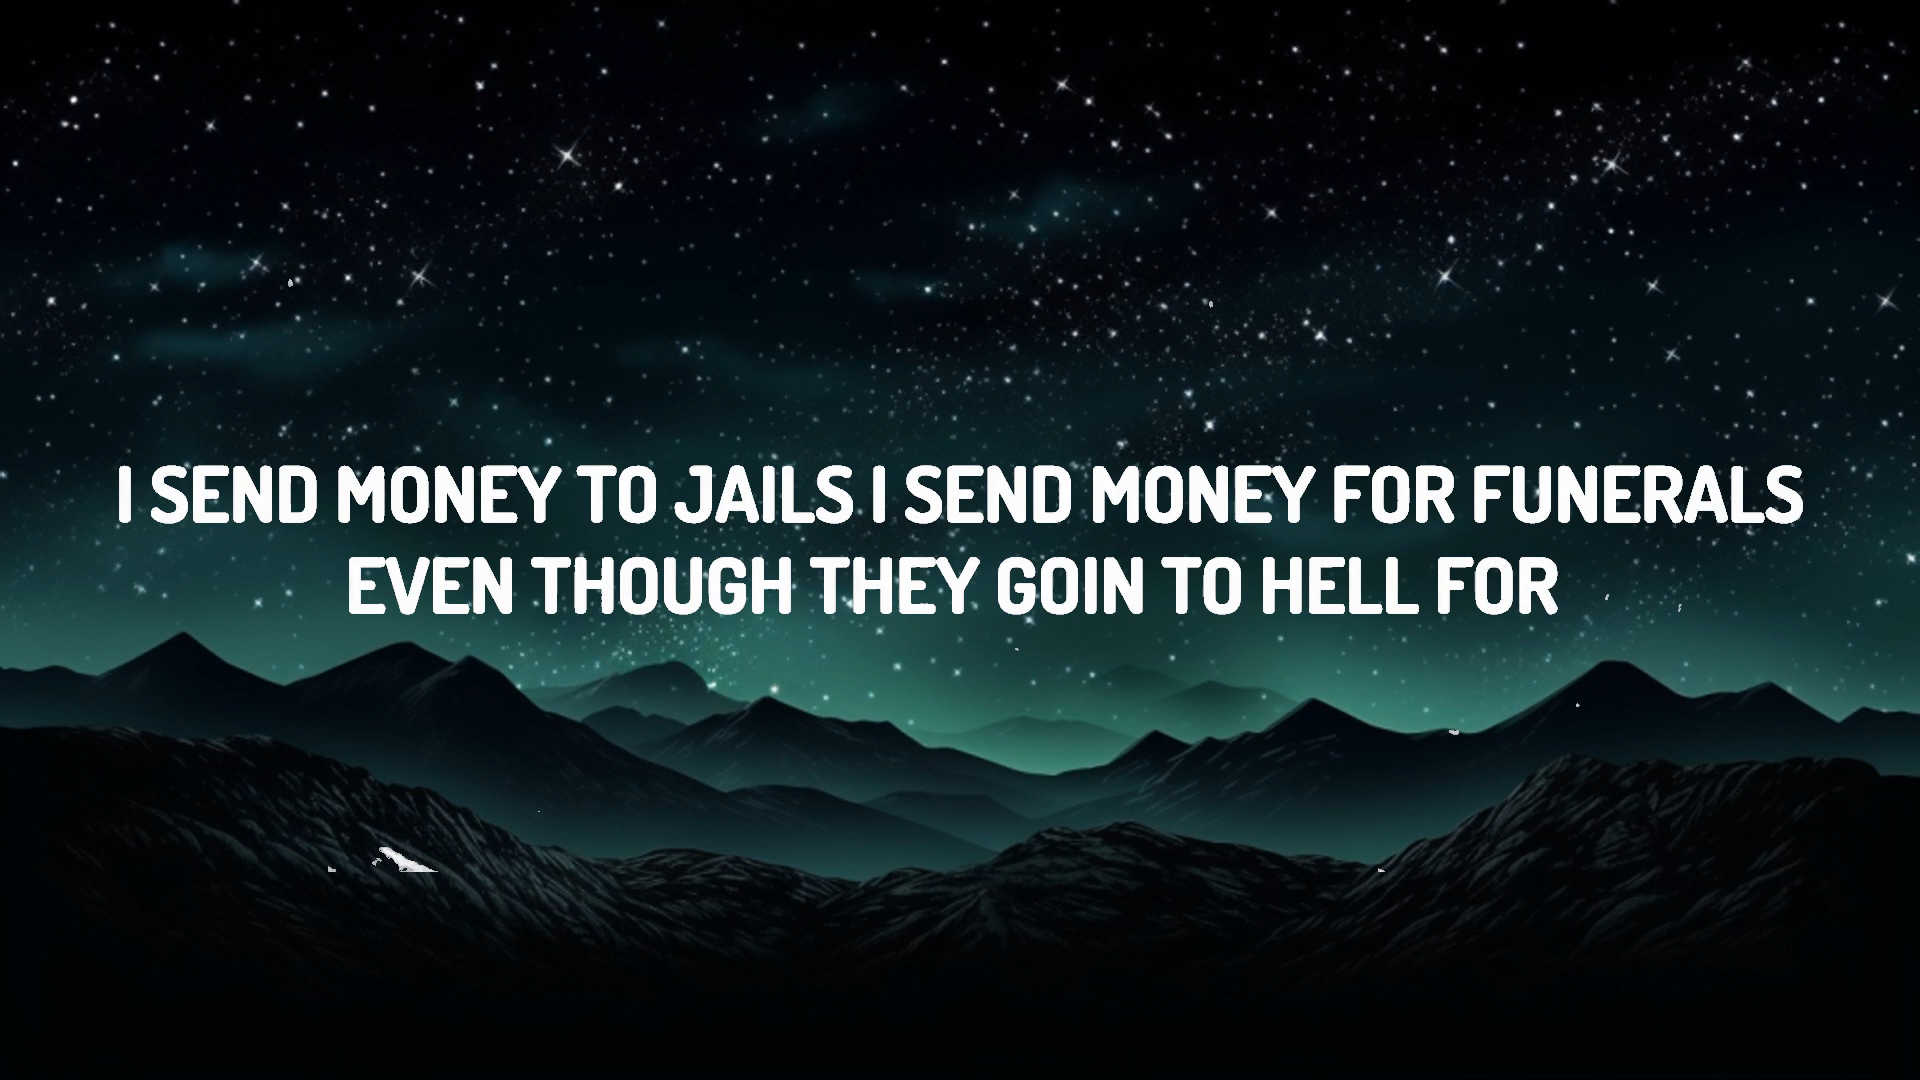 I SEND MONEY TO JAILS I SEND MONEY FOR FUNERALS
EVEN THOUGH THEY GOIN TO HELL FOR